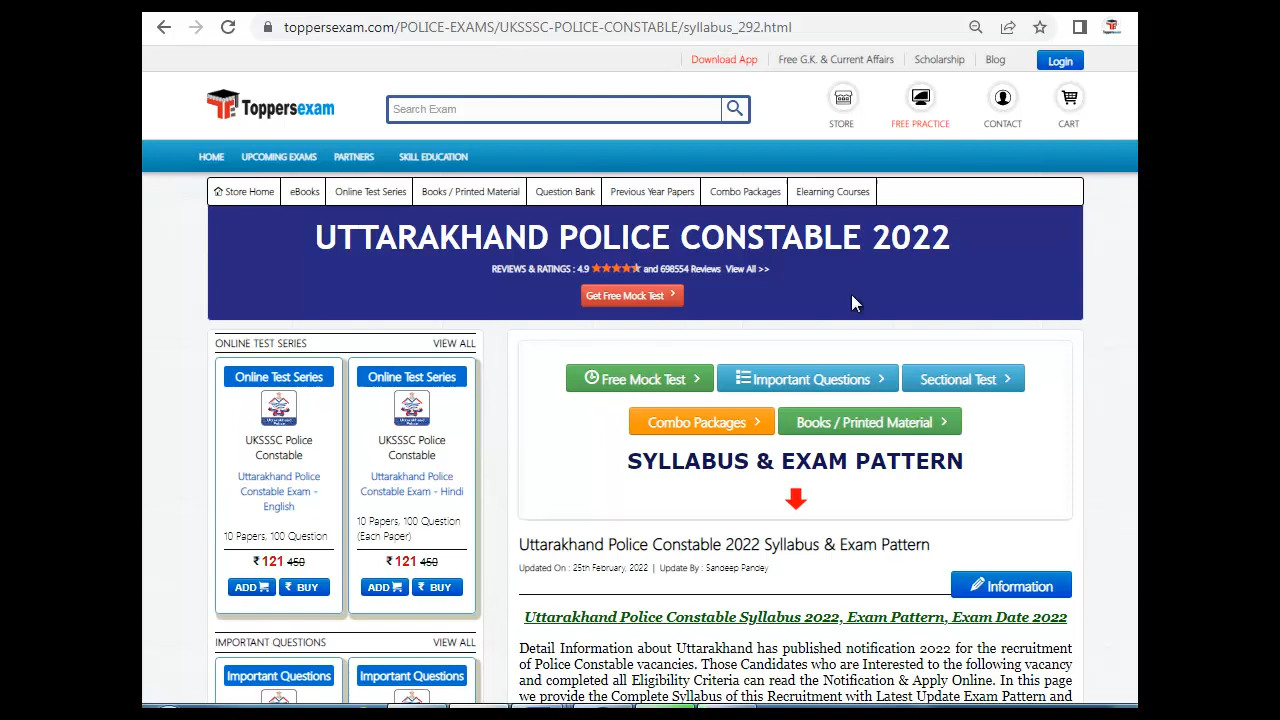 toppersexam.com/POLICE-EXAMS/UKSSSC-POLICE-CONSTABLE/syllabus_292.html
Download App
Free G.K. & Current Affairs
Scholarship
Blog
Login
Toppersexam
Search Exam
STORE
FREE PRACTICE
CONTACT
CART
HOME
UPCOMING EXAMS
PARTNERS
SKILL EDUCATION
Store Home
eBooks
Online Test Series
Books / Printed Material
Question Bank
Previous Year Papers
Combo Packages
Elearning Courses
UTTARAKHAND POLICE CONSTABLE 2022
REVIEWS & RATINGS : 4.9 and 698554 Reviews View All >>
Get Free Mock Test
ONLINE TEST SERIES
VIEW ALL
Online Test Series
UKSSSC Police
Constable
Uttarakhand Police
Constable Exam -
English
10 Papers, 100 Question
₹ 121 450
ADD
₹ BUY
Online Test Series
UKSSSC Police
Constable
Uttarakhand Police
Constable Exam - Hindi
10 Papers, 100 Question
(Each Paper)
₹ 121 450
ADD
₹ BUY
IMPORTANT QUESTIONS
VIEW ALL
Important Questions
Important Questions
Free Mock Test
Important Questions
Sectional Test
Combo Packages
Books / Printed Material
SYLLABUS & EXAM PATTERN
Uttarakhand Police Constable 2022 Syllabus & Exam Pattern
Updated On : 25th February, 2022 | Update By : Sandeep Pandey
Information
Uttarakhand Police Constable Syllabus 2022, Exam Pattern, Exam Date 2022
Detail Information about Uttarakhand has published notification 2022 for the recruitment
of Police Constable vacancies. Those Candidates who are Interested to the following vacancy
and completed all Eligibility Criteria can read the Notification & Apply Online. In this page
we provide the Complete Syllabus of this Recruitment with Latest Update Exam Pattern and